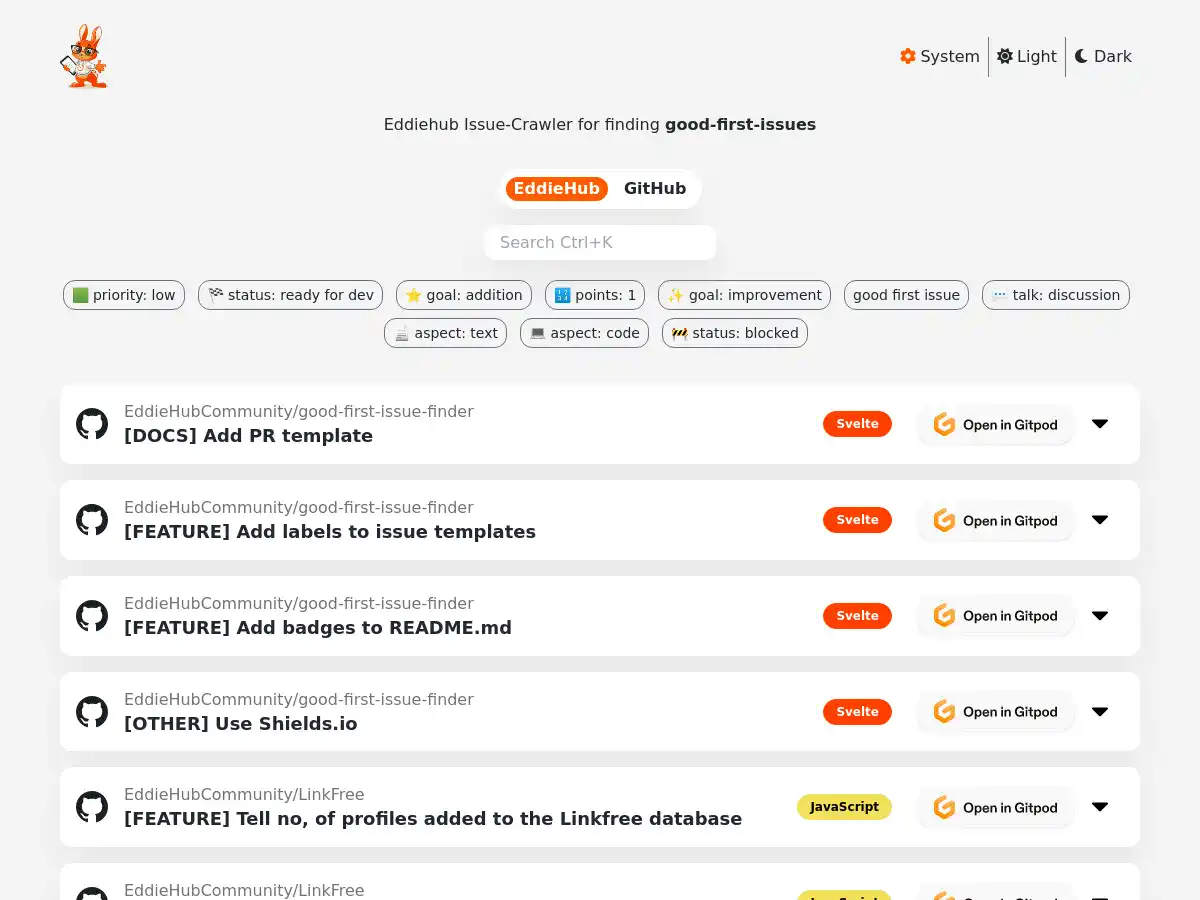 System Light Dark
Eddiehub Issue-Crawler for finding good-first-issues
EddieHub GitHub
Search Ctrl+K
priority: low status: ready for dev goal: addition points: 1 goal: improvement good first issue talk: discussion
aspect: text aspect: code status: blocked
EddieHubCommunity/good-first-issue-finder
[DOCS] Add PR template
Svelte Open in Gitpod
EddieHubCommunity/good-first-issue-finder
[FEATURE] Add labels to issue templates
Svelte Open in Gitpod
EddieHubCommunity/good-first-issue-finder
[FEATURE] Add badges to README.md
Svelte Open in Gitpod
EddieHubCommunity/good-first-issue-finder
[OTHER] Use Shields.io
Svelte Open in Gitpod
EddieHubCommunity/LinkFree
[FEATURE] Tell no, of profiles added to the Linkfree database
JavaScript Open in Gitpod
EddieHubCommunity/LinkFree